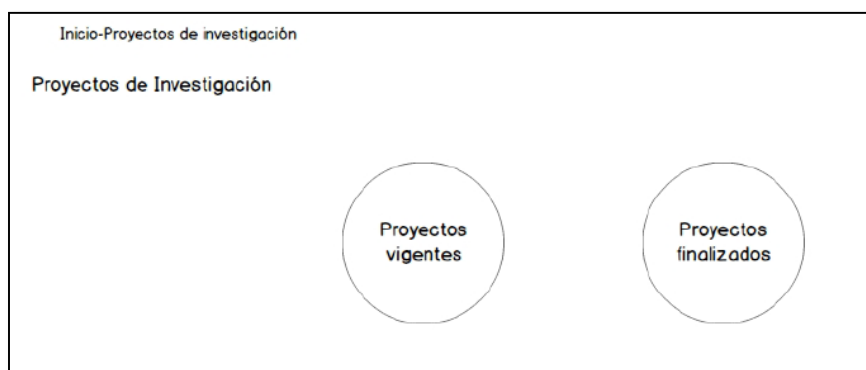 Inicio-Proyectos de investigación
Proyectos de Investigación
Proyectos
vigentes
Proyectos
finalizados